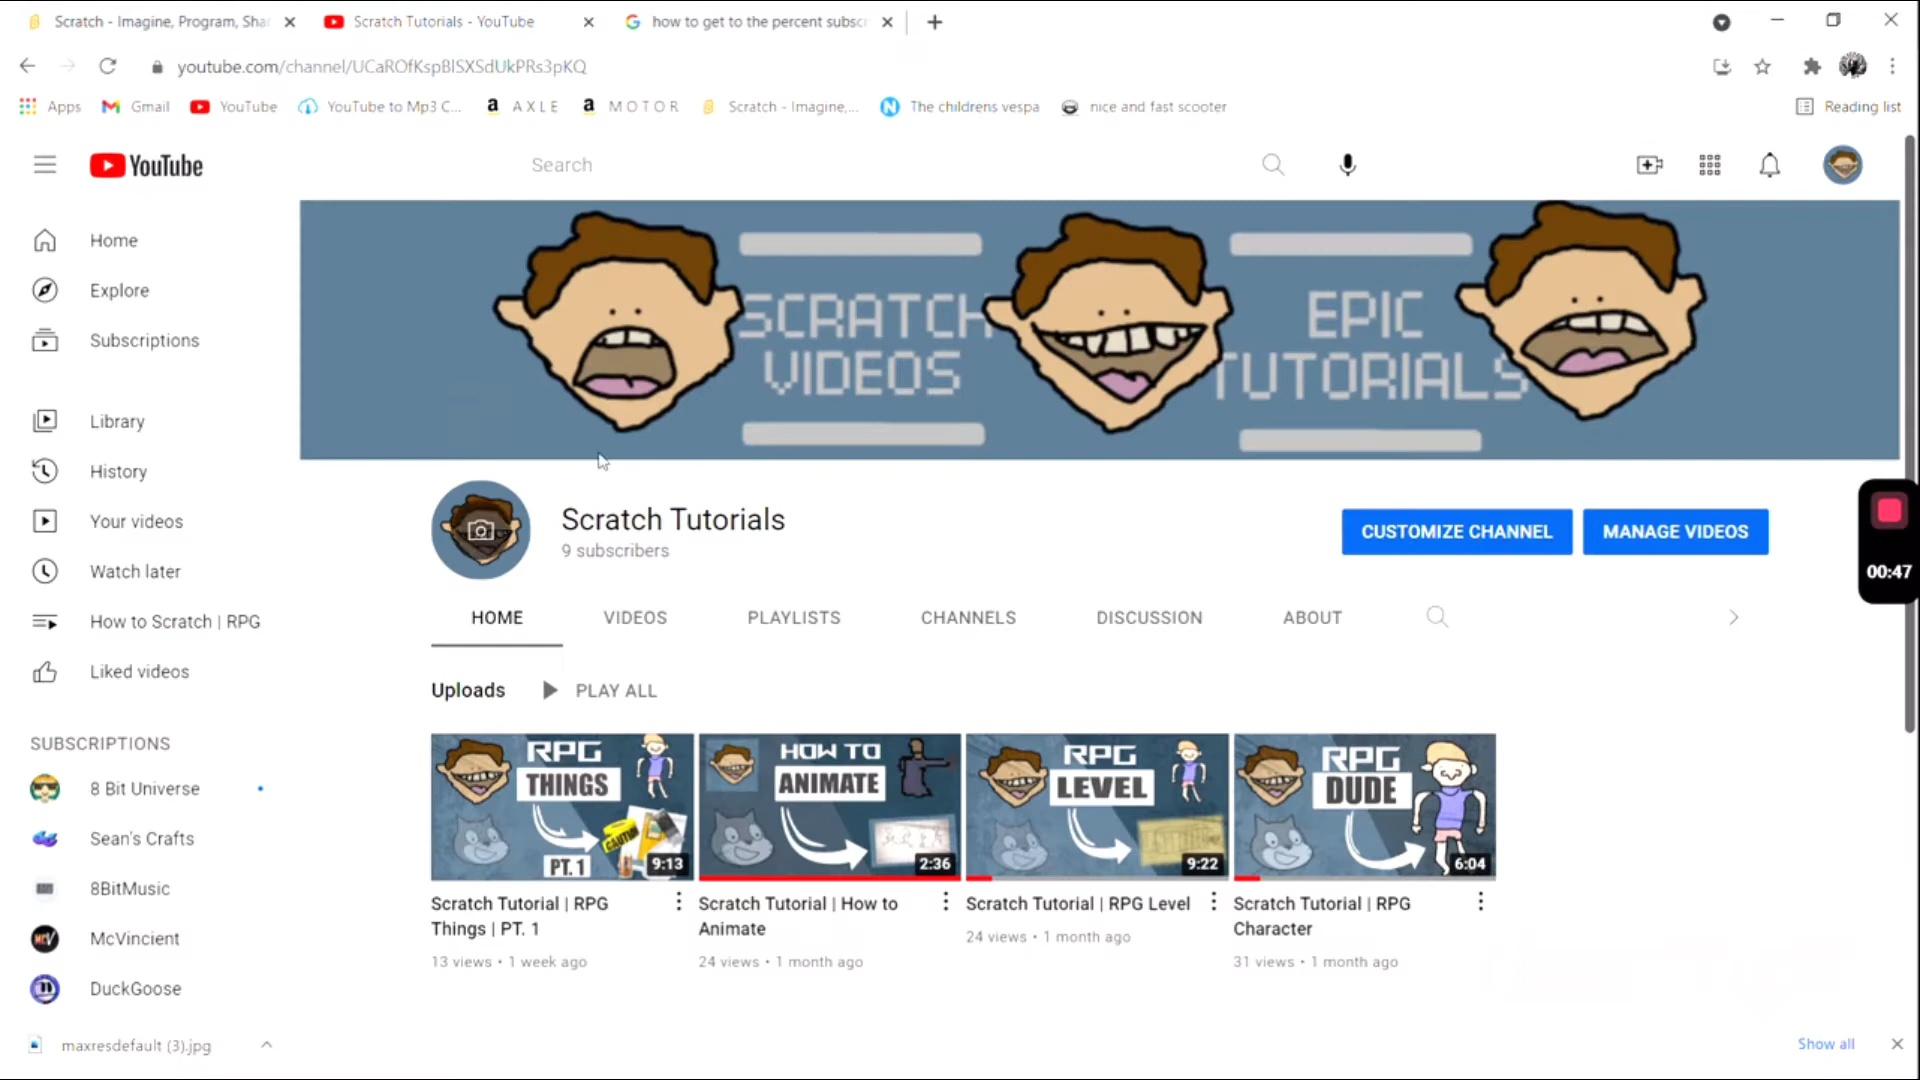 Scratch - Imagine, Program, Sha
Scratch Tutorials - YouTube
how to get to the percent subsc
youtube.com/channel/UCaROfKspBlSXSdUkPRs3pKQ
Apps
Gmail
YouTube
YouTube to Mp3 C...
A X L E
M O T O R
Scratch - Imagine,...
The childrens vespa
nice and fast scooter
Reading list
YouTube
Search
Home
Explore
Subscriptions
Library
History
Your videos
Watch later
How to Scratch | RPG
Liked videos
SUBSCRIPTIONS
8 Bit Universe
Sean's Crafts
8BitMusic
McVincient
DuckGoose
SCRATCH
VIDEOS
EPIC
TUTORIALS
Scratch Tutorials
9 subscribers
CUSTOMIZE CHANNEL
MANAGE VIDEOS
00:47
HOME
VIDEOS
PLAYLISTS
CHANNELS
DISCUSSION
ABOUT
Uploads
PLAY ALL
RPG
THINGS
CAUTION
PT. 1
9:13
HOW TO
ANIMATE
2:36
RPG
LEVEL
9:22
RPG
DUDE
6:04
Scratch Tutorial | RPG
Things | PT. 1
13 views • 1 week ago
Scratch Tutorial | How to
Animate
24 views • 1 month ago
Scratch Tutorial | RPG Level
24 views • 1 month ago
Scratch Tutorial | RPG
Character
31 views • 1 month ago
maxresdefault (3).jpg
Show all